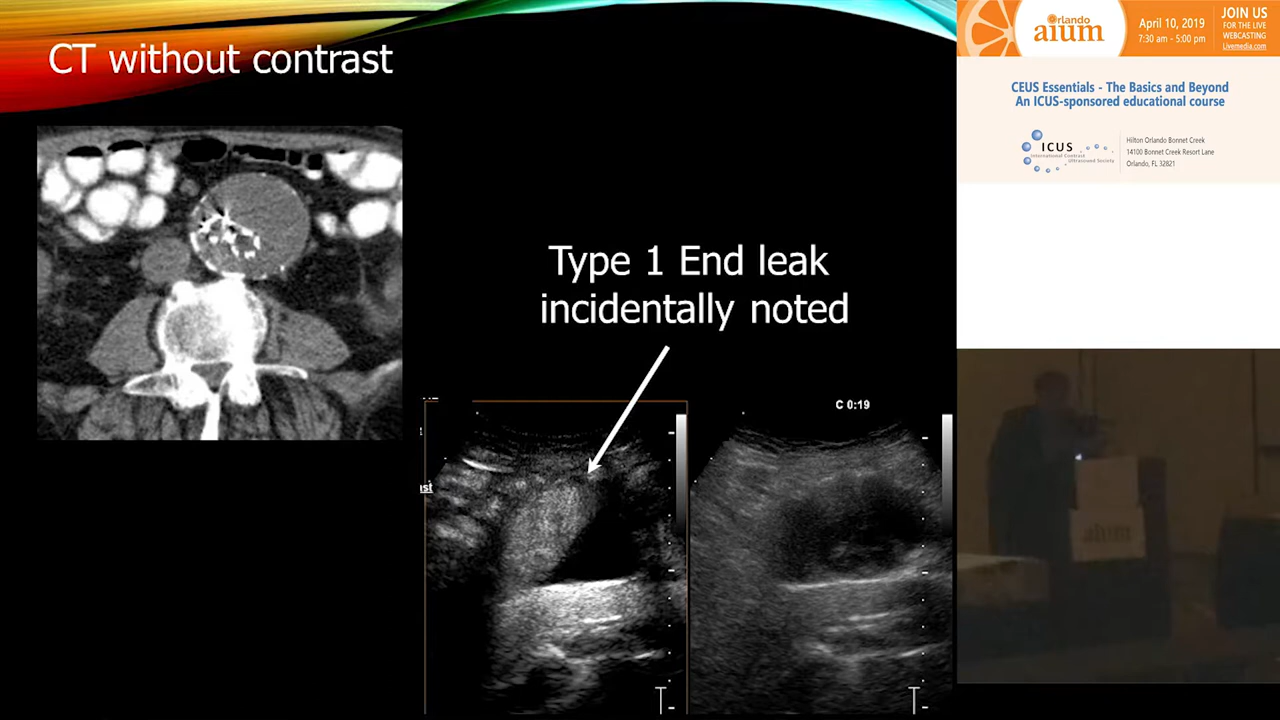 CT without contrast
Type 1 End leak
incidentally noted
C 0:19
Orlando
aium
April 10, 2019
7:30 am - 5:00 pm
JOIN US
FOR THE LIVE
WEBCASTING
Livemedia.com
CEUS Essentials - The Basics and Beyond
An ICUS-sponsored educational course
ICUS
International Contrast
Ultrasound Society
Hilton Orlando Bonnet Creek
14100 Bonnet Creek Resort Lane
Orlando, FL 32821
aium